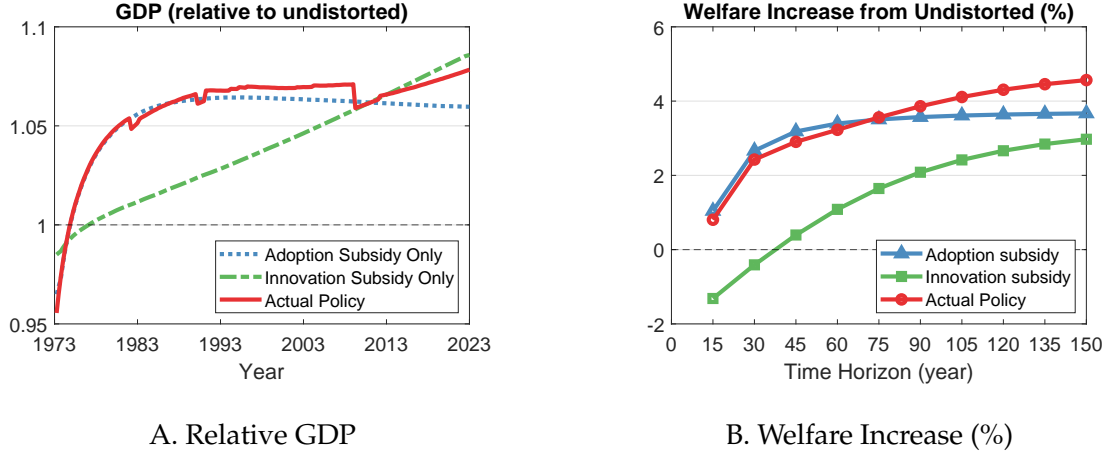 GDP (relative to undistorted)
1.1
1.05
1
0.95
1973
1983
1993
2003
2013
2023
Year
Adoption Subsidy Only
Innovation Subsidy Only
Actual Policy
A. Relative GDP
Welfare Increase from Undistorted (%)
6
4
2
0
-2
0
15
30
45
60
75
90
105
120
135
150
Time Horizon (year)
Adoption subsidy
Innovation subsidy
Actual Policy
B. Welfare Increase (%)